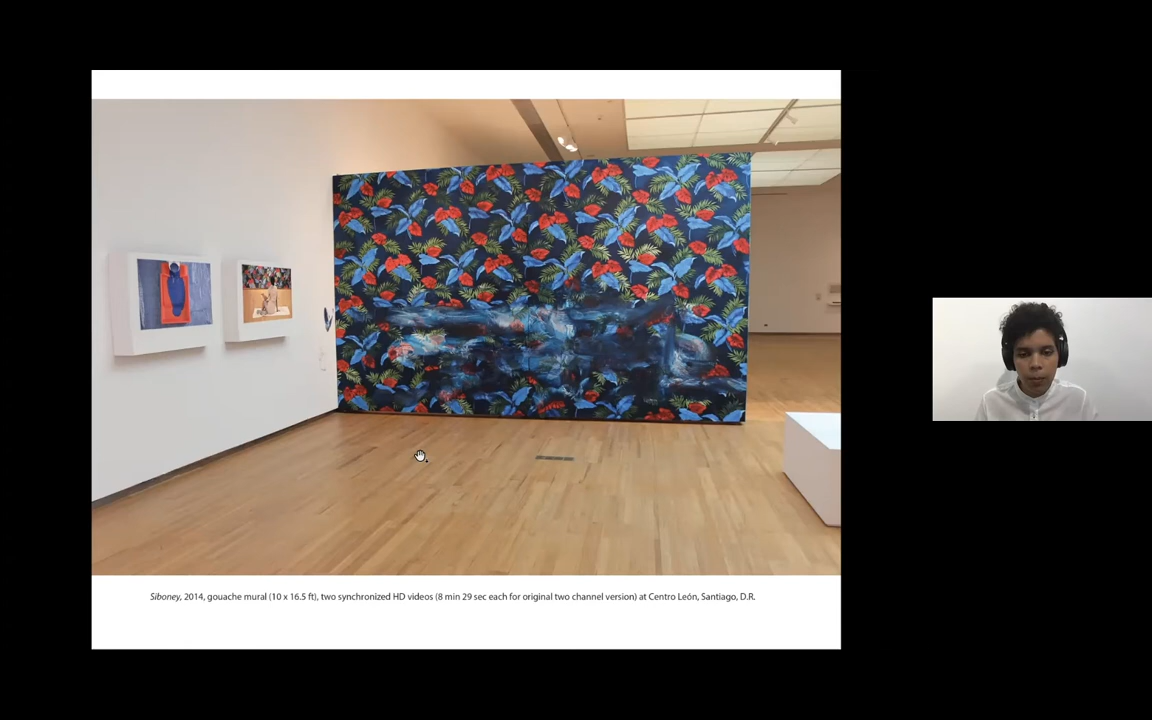 Siboney, 2014, gouache mural (10 x 16.5 ft), two synchronized HD videos (8 min 29 sec each for original two channel version) at Centro León, Santiago, D.R.